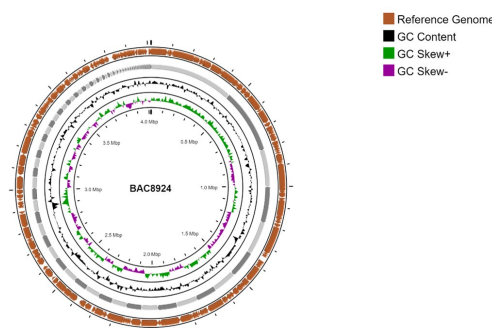 Reference Genome
GC Content
GC Skew+
GC Skew-
4.0 Mbp
0.5 Mbp
3.5 Mbp
BAC8924
3.0 Mbp
1.0 Mbp
2.5 Mbp
1.5 Mbp
2.0 Mbp